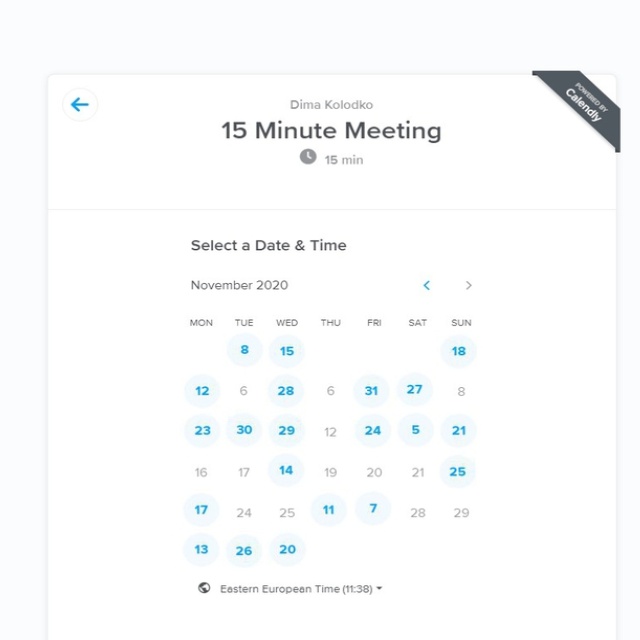 POWERED BY
Calendly
Dima Kolodko
15 Minute Meeting
15 min
Select a Date & Time
November 2020
MON TUE WED THU FRI SAT SUN
8 15 18
12 6 28 6 31 27 8
23 30 29 12 24 5 21
16 17 14 19 20 21 25
17 24 25 11 7 28 29
13 26 20
Eastern European Time (11:38)